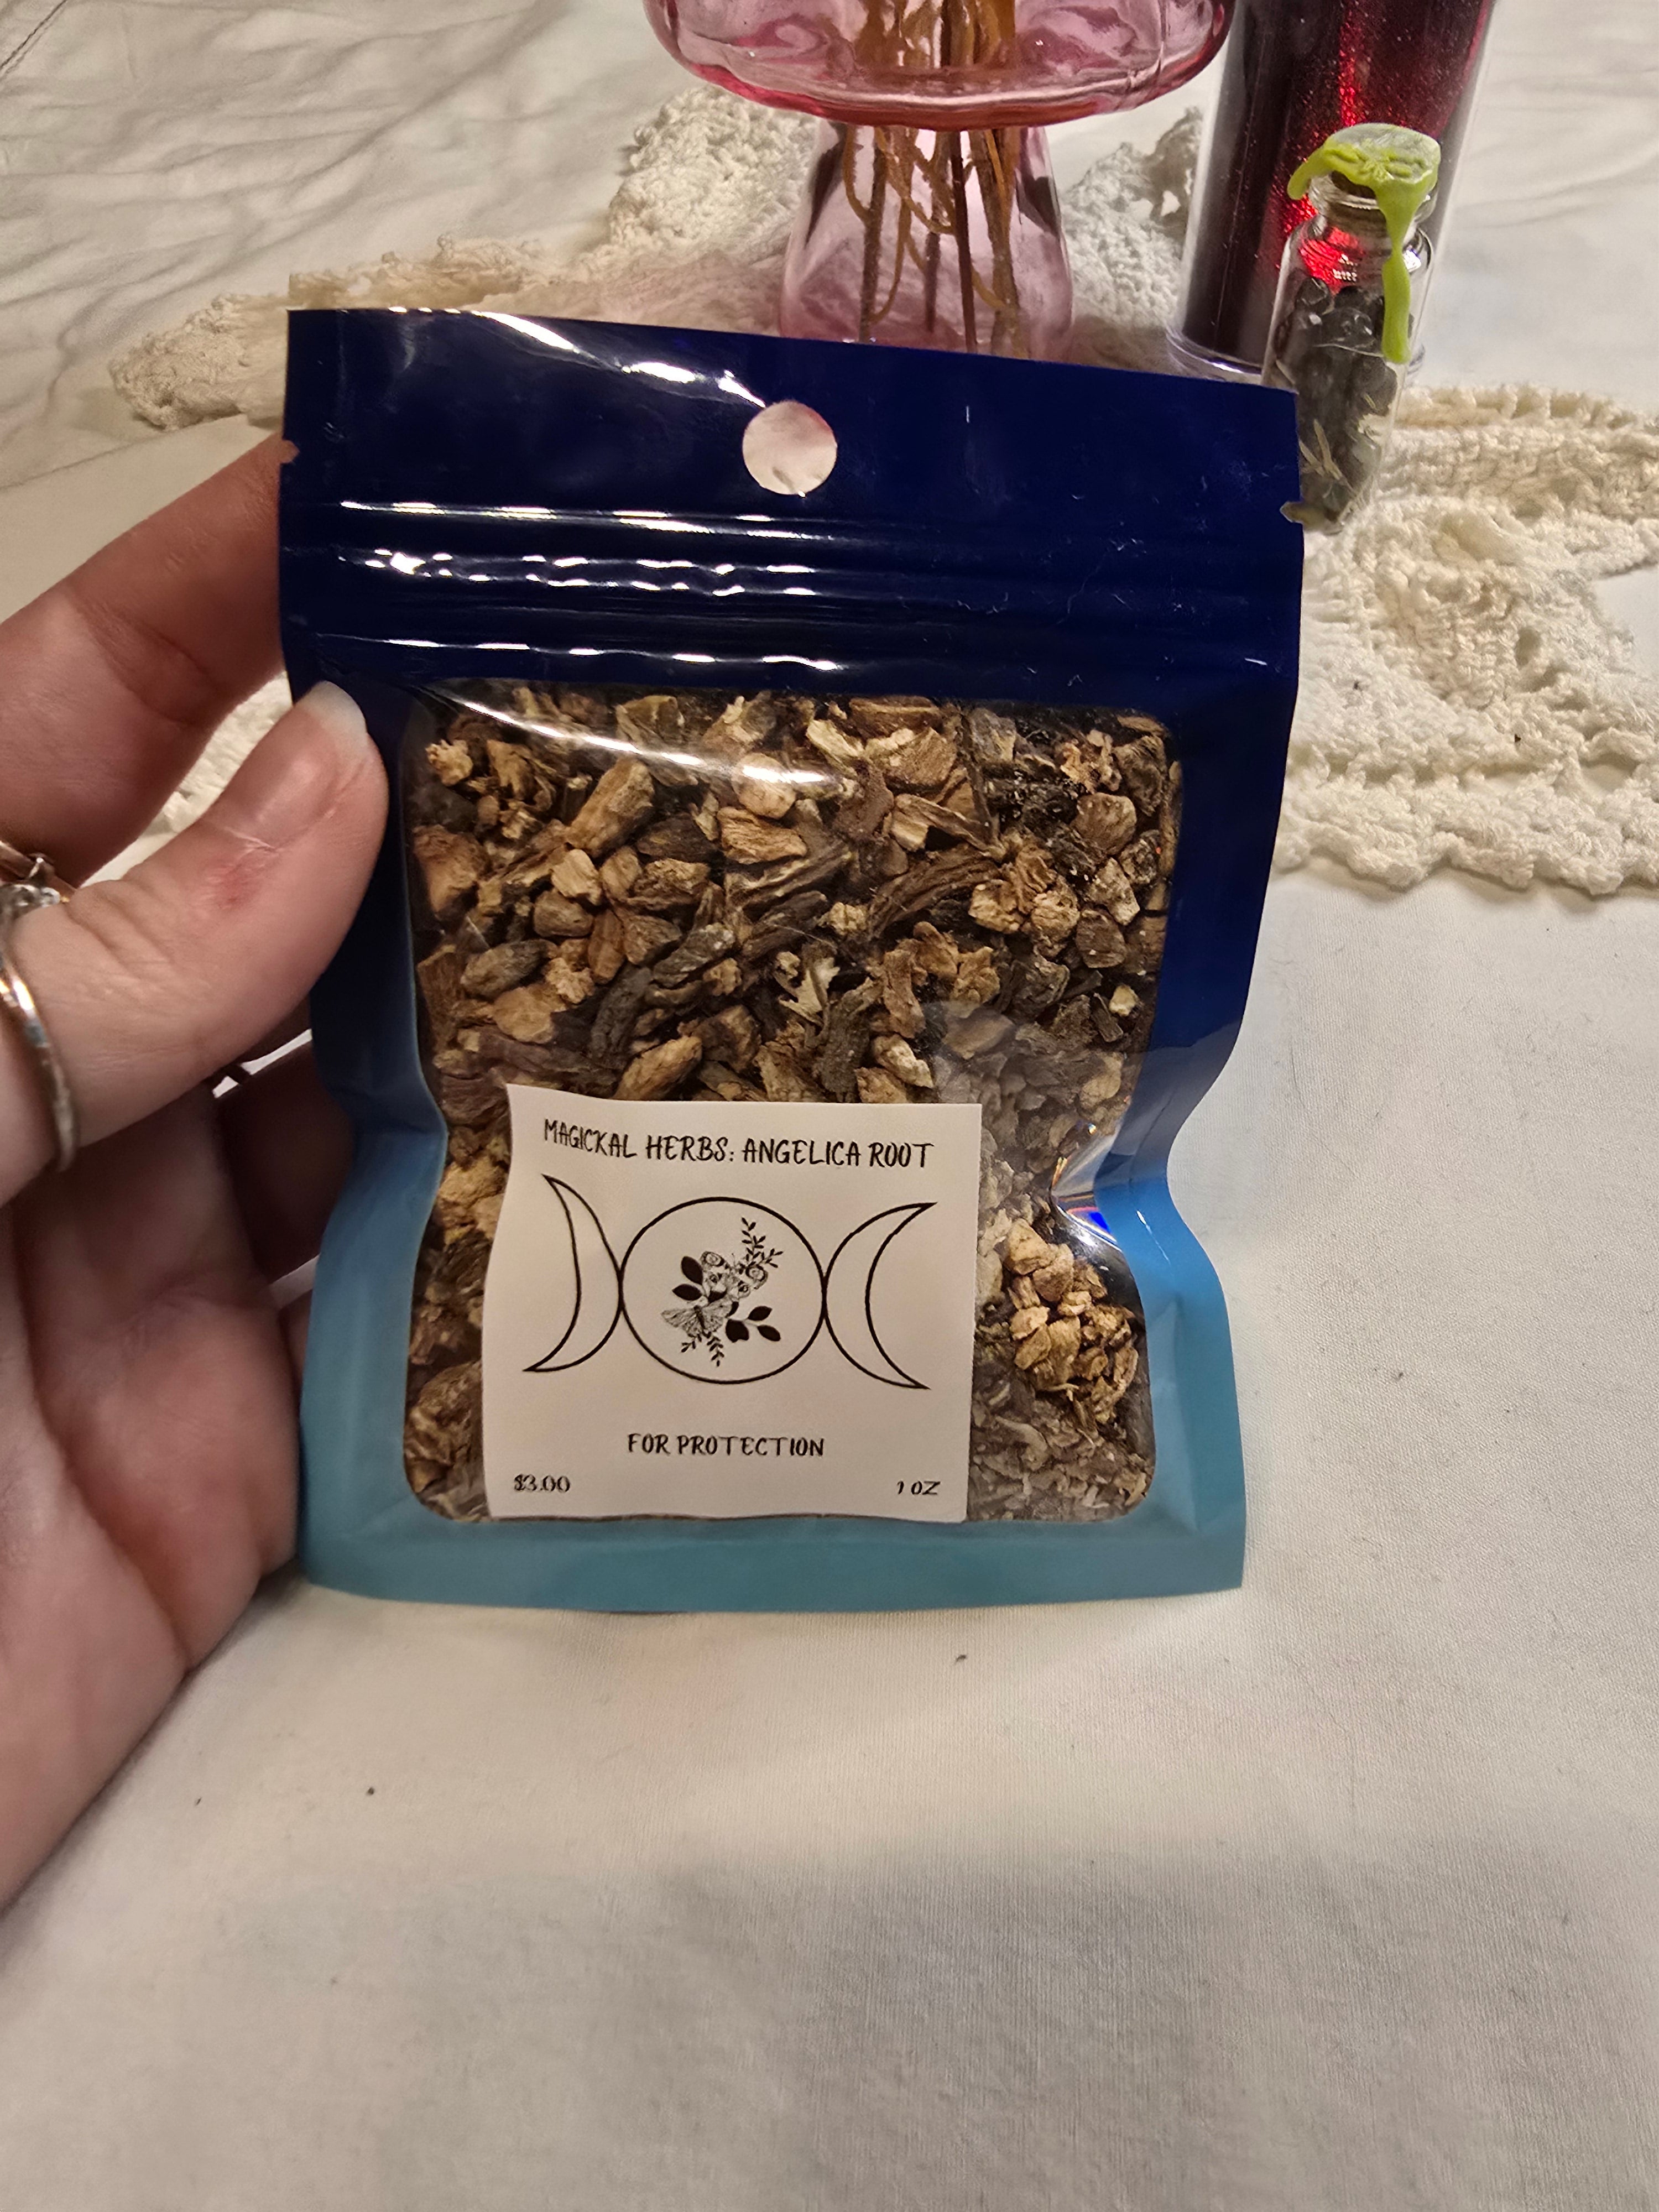 MAGICKAL HERBS: ANGELICA ROOT
FOR PROTECTION
$3.00 1 OZ